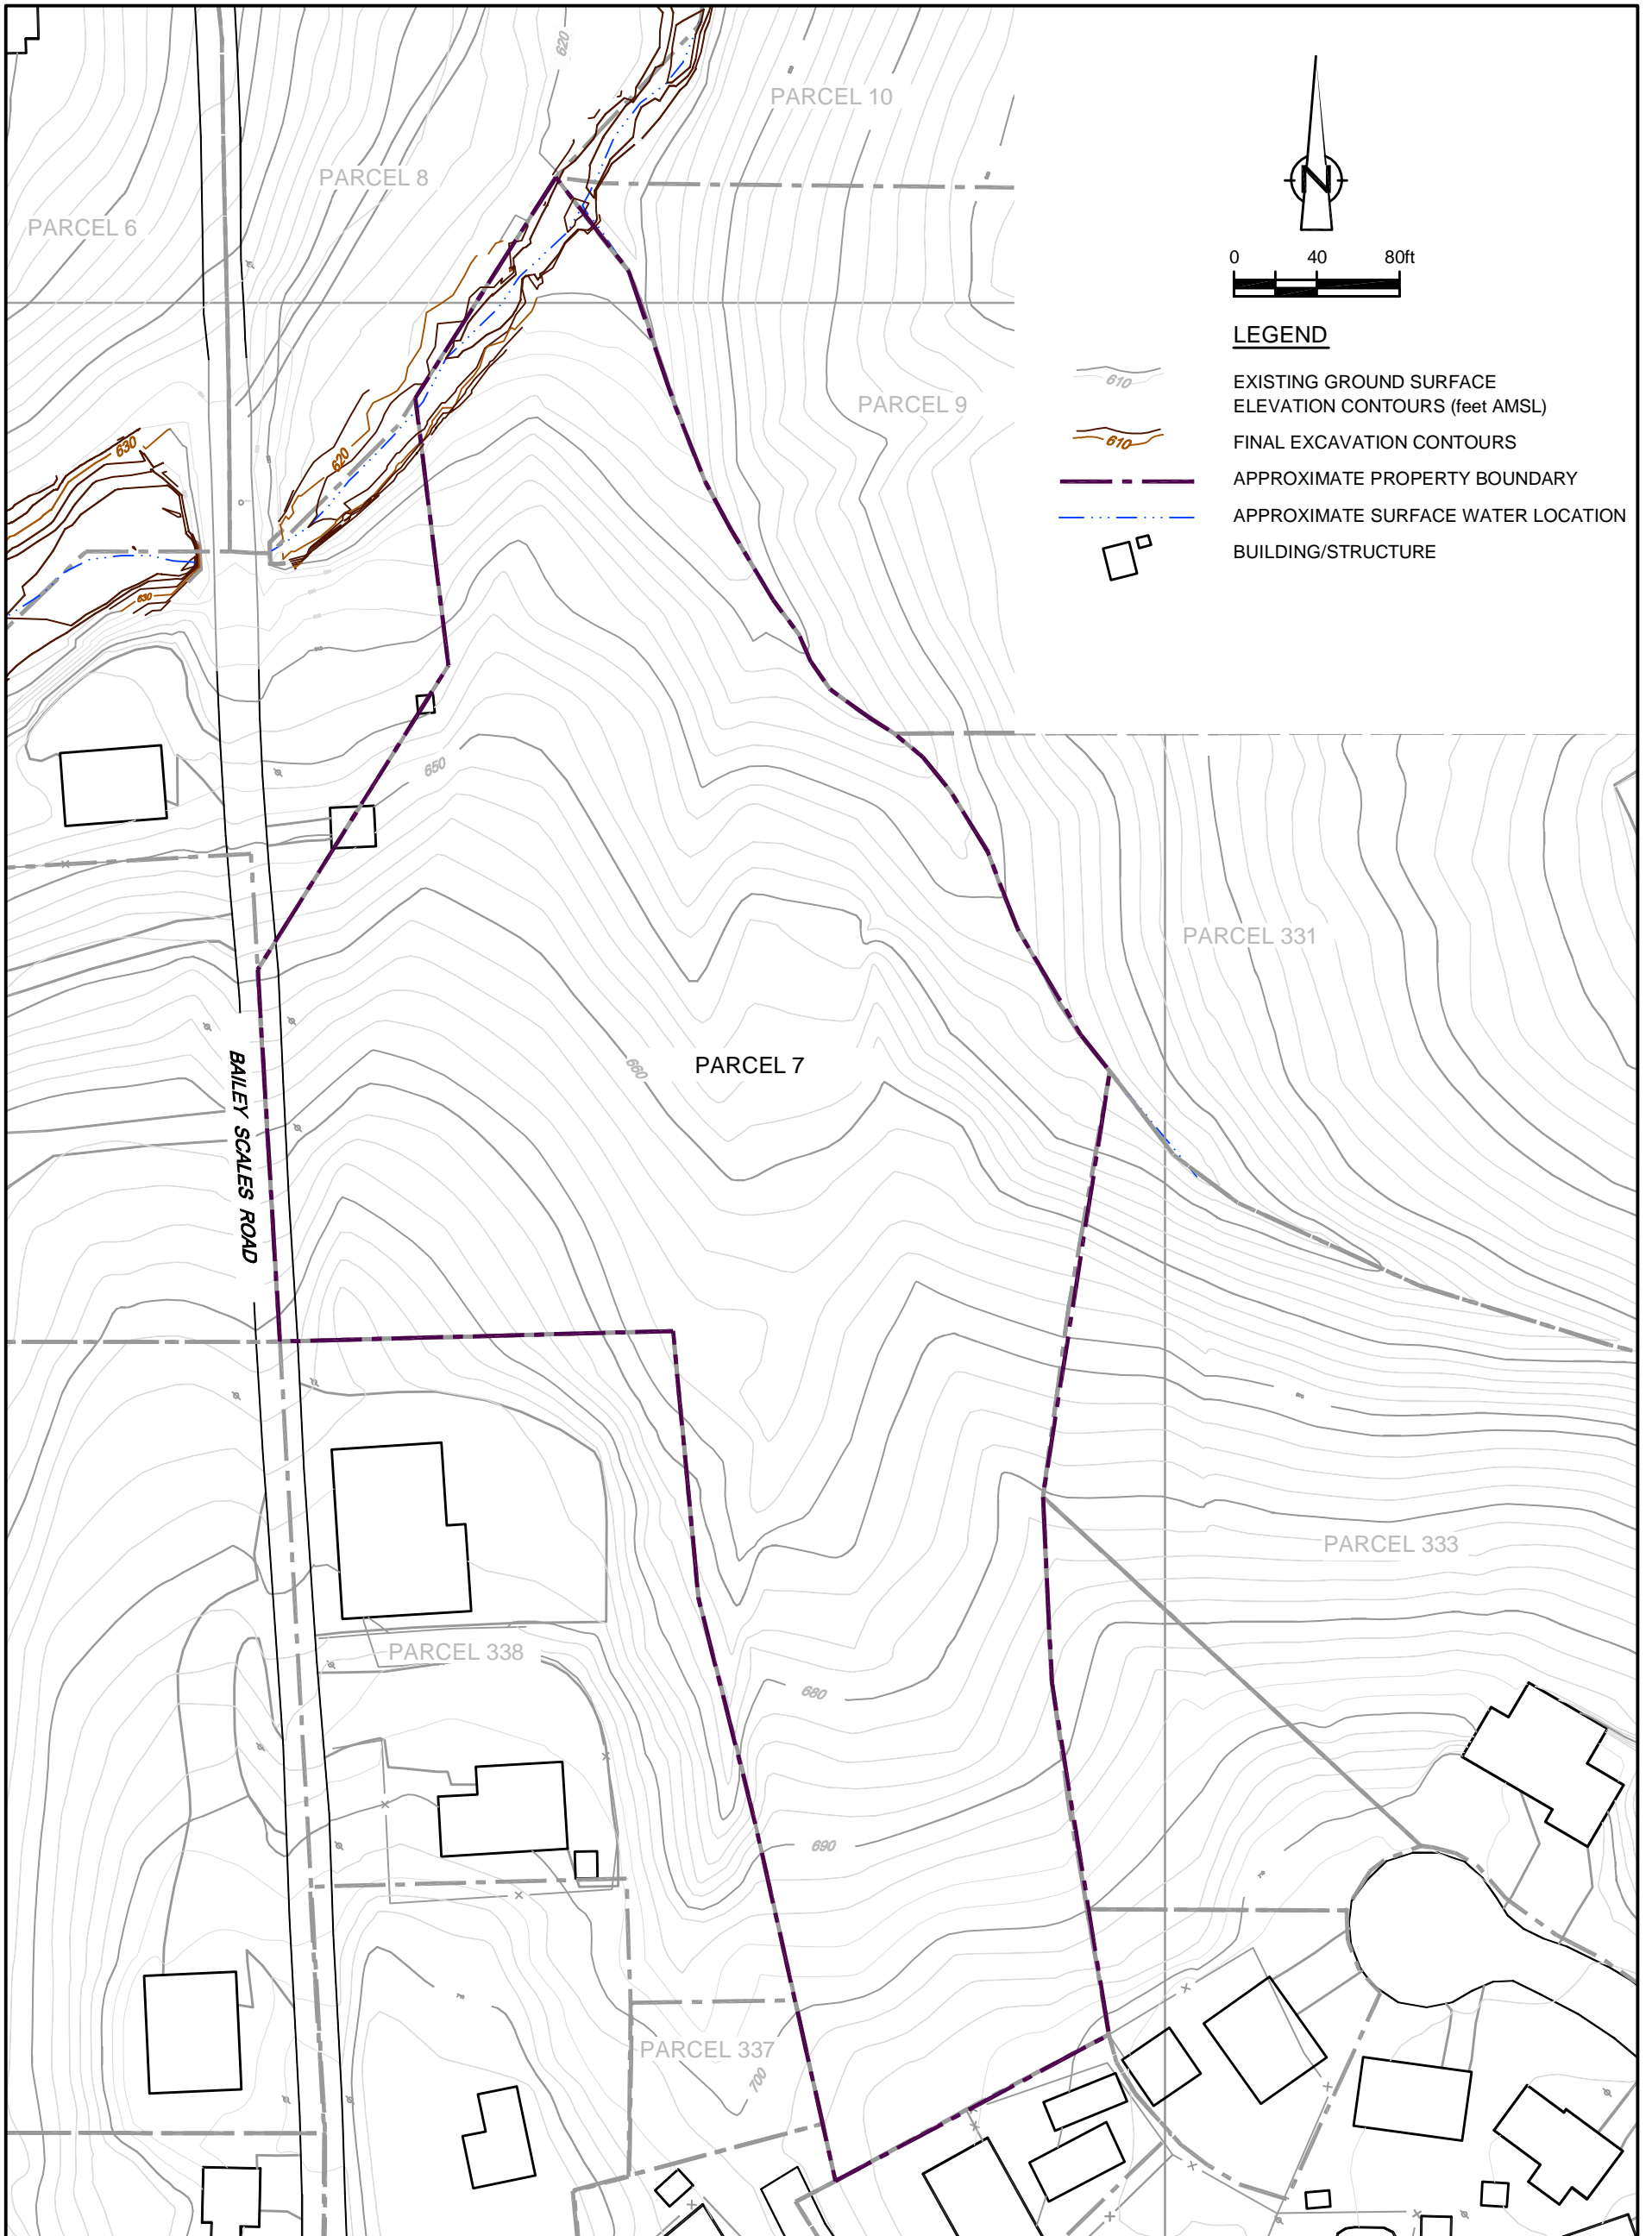 620
PARCEL 10
PARCEL 8
PARCEL 6
N
0 40 80ft
LEGEND
610
EXISTING GROUND SURFACE
ELEVATION CONTOURS (feet AMSL)
610
FINAL EXCAVATION CONTOURS
APPROXIMATE PROPERTY BOUNDARY
APPROXIMATE SURFACE WATER LOCATION
BUILDING/STRUCTURE
PARCEL 9
630
620
630
650
PARCEL 331
660
PARCEL 7
BAILEY SCALES ROAD
PARCEL 333
PARCEL 338
680
690
PARCEL 337
700